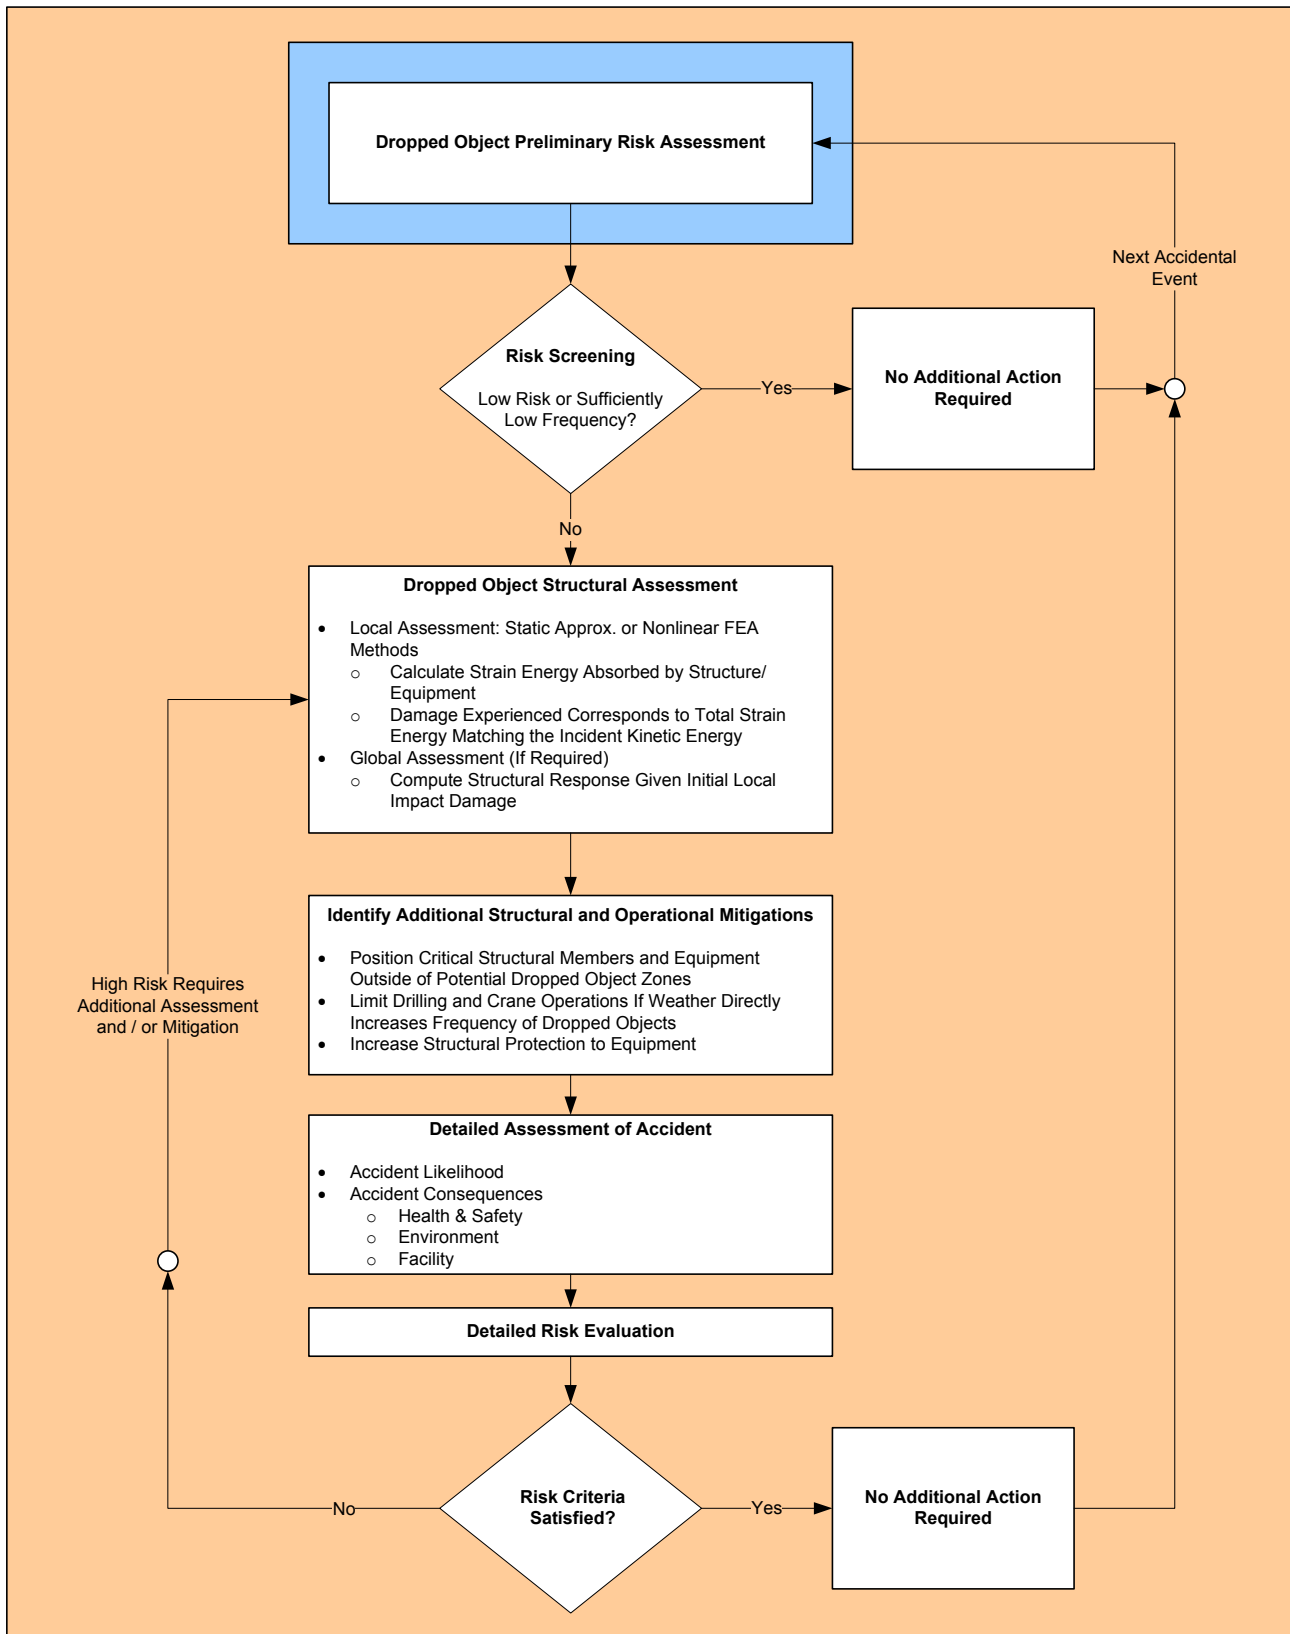 Dropped Object Preliminary Risk Assessment
Next Accidental
Event
Risk Screening
Low Risk or Sufficiently
Low Frequency?
Yes
No Additional Action
Required
No
Dropped Object Structural Assessment
• Local Assessment: Static Approx. or Nonlinear FEA
Methods
o Calculate Strain Energy Absorbed by Structure/
Equipment
o Damage Experienced Corresponds to Total Strain
Energy Matching the Incident Kinetic Energy
• Global Assessment (If Required)
o Compute Structural Response Given Initial Local
Impact Damage
Identify Additional Structural and Operational Mitigations
• Position Critical Structural Members and Equipment
Outside of Potential Dropped Object Zones
• Limit Drilling and Crane Operations If Weather Directly
Increases Frequency of Dropped Objects
• Increase Structural Protection to Equipment
High Risk Requires
Additional Assessment
and / or Mitigation
Detailed Assessment of Accident
• Accident Likelihood
• Accident Consequences
o Health & Safety
o Environment
o Facility
Detailed Risk Evaluation
Risk Criteria
Satisfied?
No
Yes
No Additional Action
Required